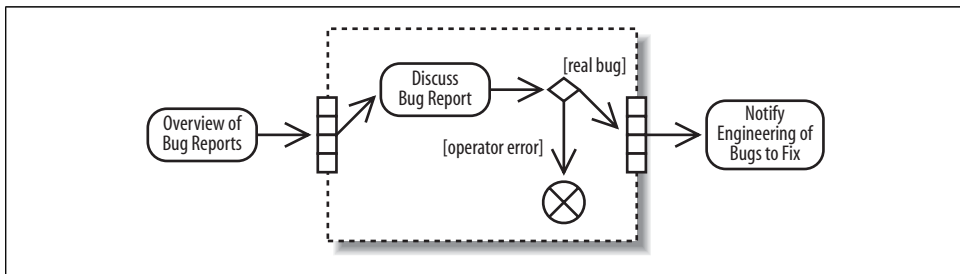 Overview of
Bug Reports
Discuss
Bug Report
[real bug]
[operator error]
Notify
Engineering of
Bugs to Fix